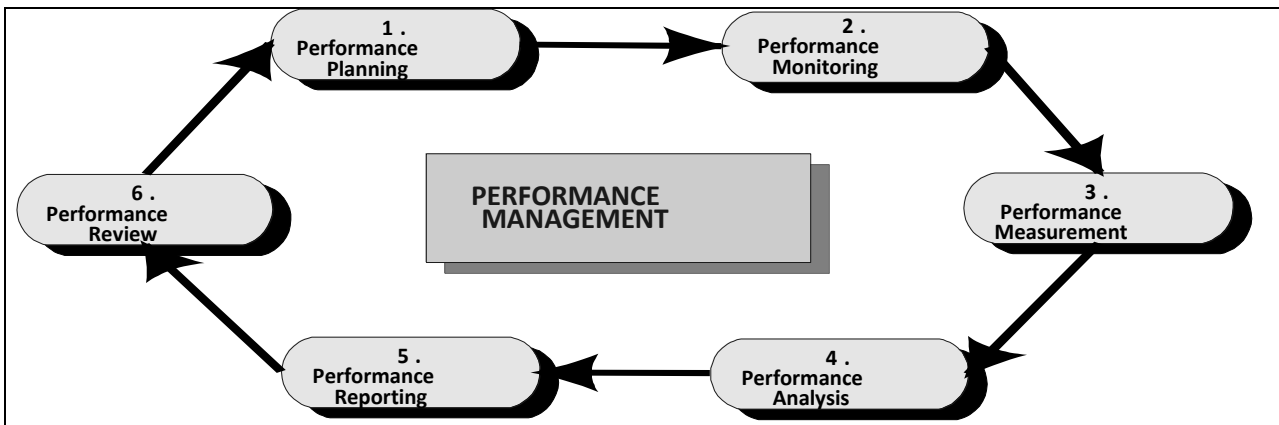 1 .
Performance
Planning
2 .
Performance
Monitoring
3 .
Performance
Measurement
4 .
Performance
Analysis
5 .
Performance
Reporting
6 .
Performance
Review
PERFORMANCE
MANAGEMENT